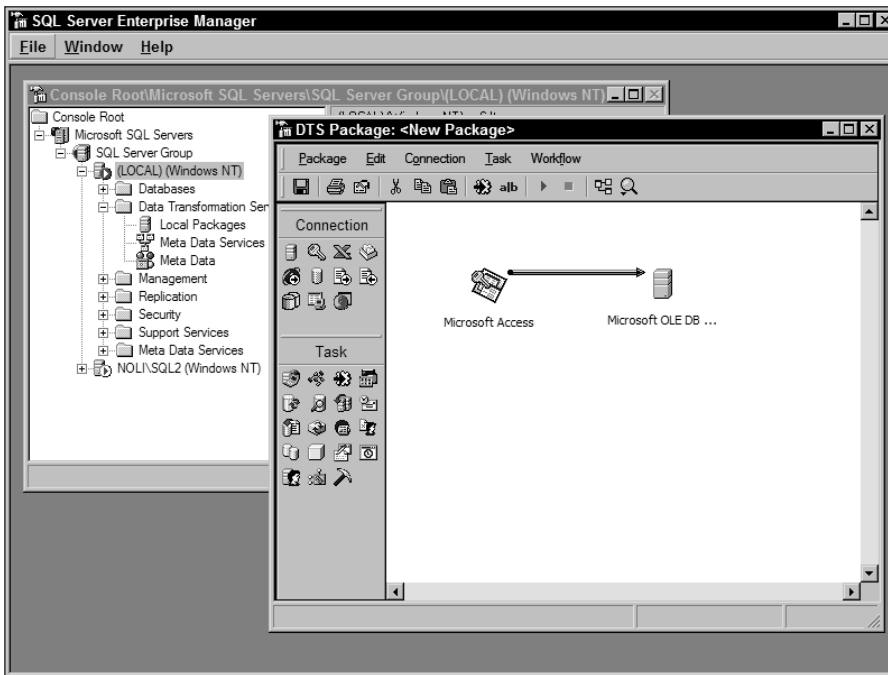 SQL Server Enterprise Manager
File Window Help
Console Root\Microsoft SQL Servers\SQL Server Group\(LOCAL) (Windows NT)
Console Root
Microsoft SQL Servers
SQL Server Group
(LOCAL) (Windows NT)
Databases
Data Transformation Ser
Local Packages
Meta Data Services
Meta Data
Management
Replication
Security
Support Services
Meta Data Services
NOLI\SQL2 (Windows NT)
DTS Package: <New Package>
Package Edit Connection Task Workflow
a|b
Connection
Task
Microsoft Access
Microsoft OLE DB ...